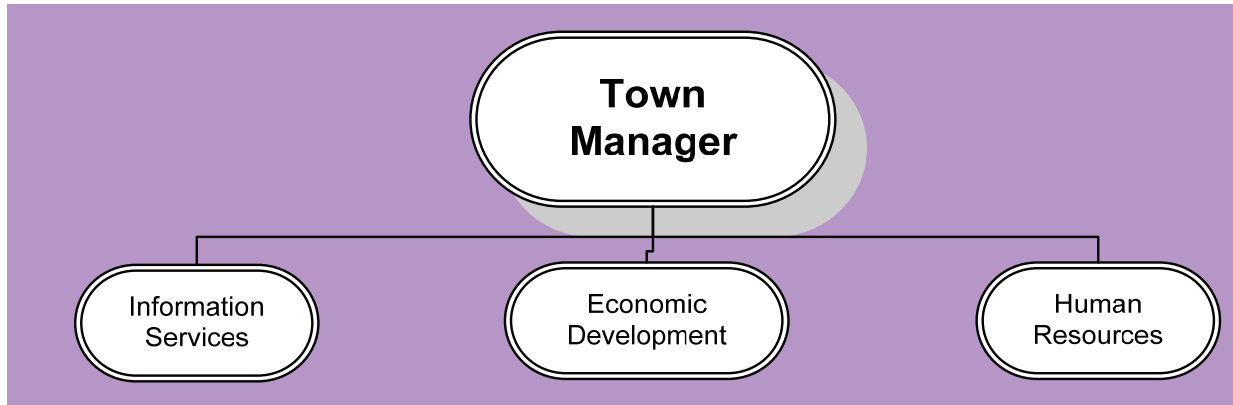 Town
Manager
Information
Services
Economic
Development
Human
Resources